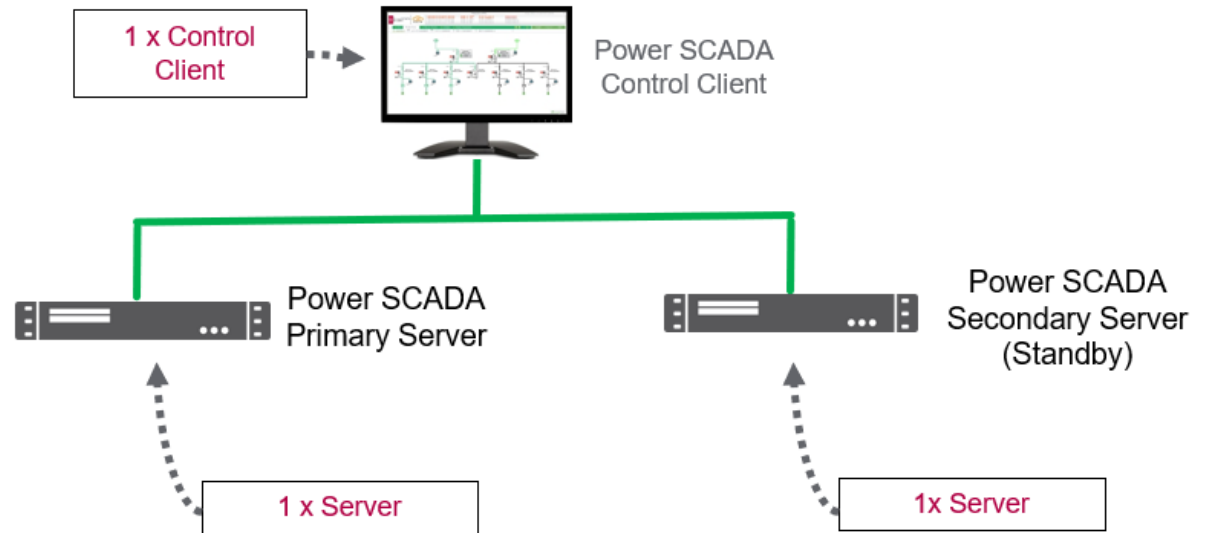 1 x Control
Client
Power SCADA
Control Client
Power SCADA
Primary Server
Power SCADA
Secondary Server
(Standby)
1 x Server
1x Server